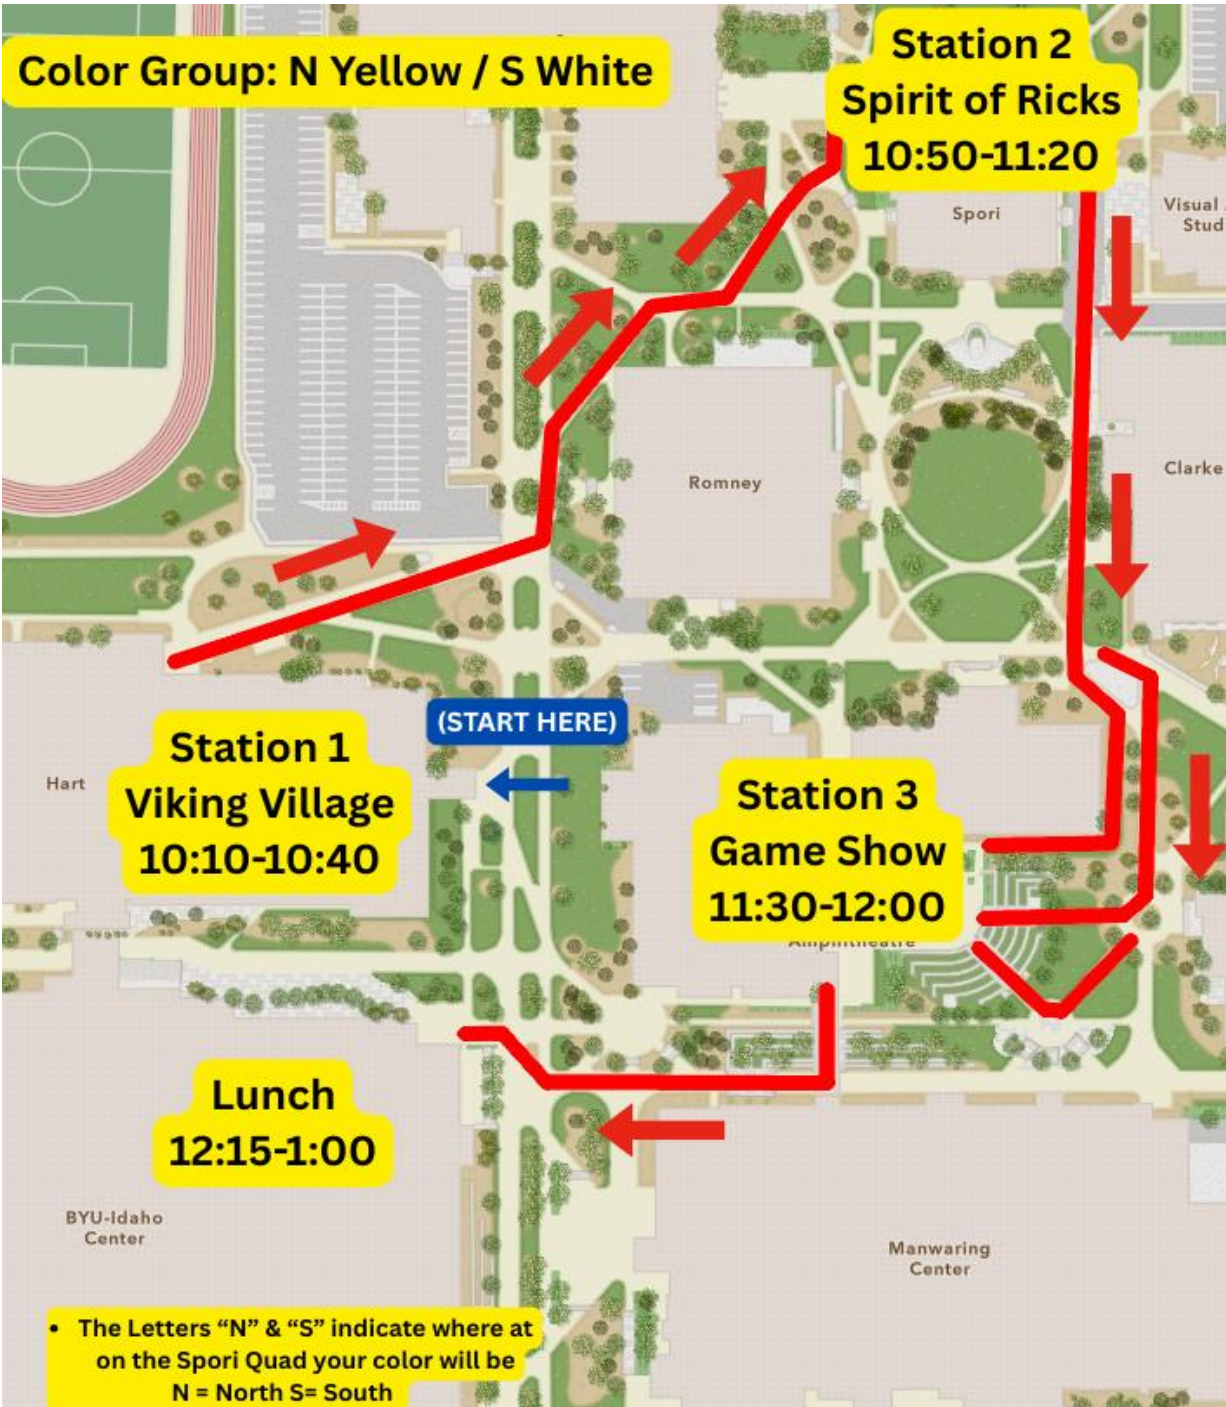 Color Group: N Yellow / S White
Station 2
Spirit of Ricks
10:50-11:20
Spori
Visual
Stud
Romney
Clarke
(START HERE)
Station 1
Viking Village
10:10-10:40
Hart
Station 3
Game Show
11:30-12:00
Amphitheatre
Lunch
12:15-1:00
BYU-Idaho
Center
Manwaring
Center
• The Letters “N” & “S” indicate where at
on the Spori Quad your color will be
N = North S= South